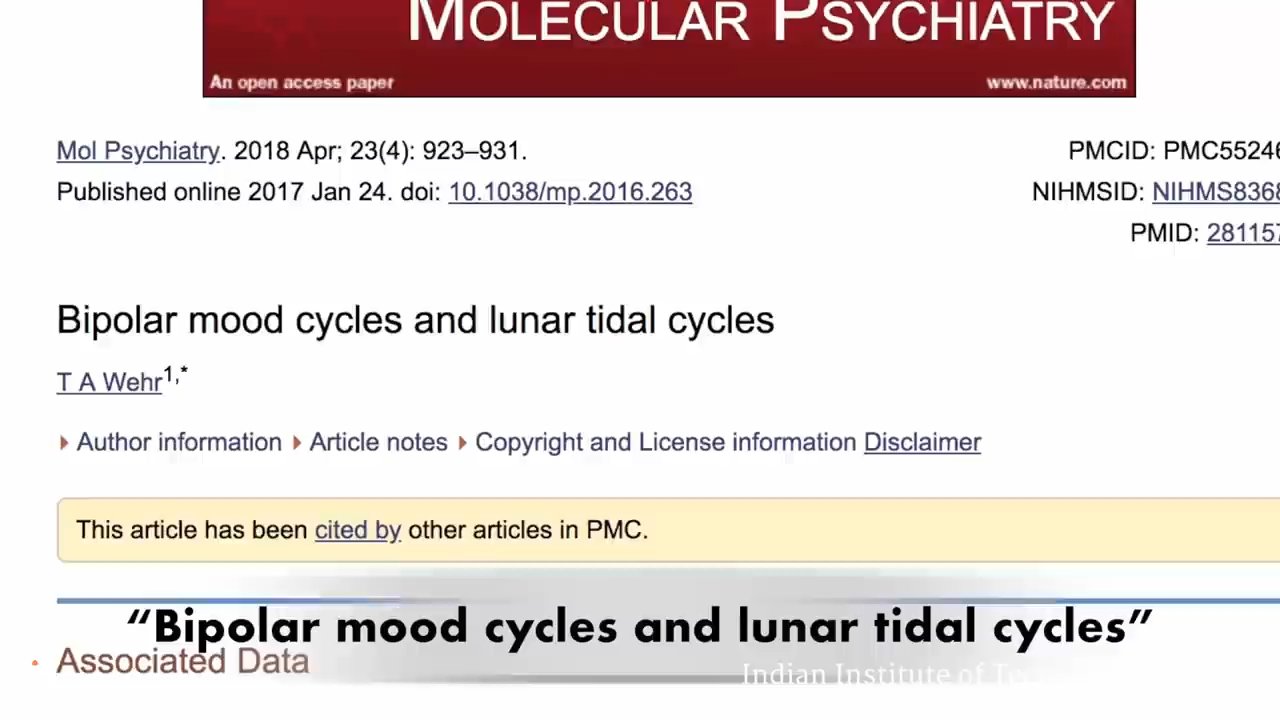 MOLECULAR PSYCHIATRY
An open access paper
www.nature.com
Mol Psychiatry. 2018 Apr; 23(4): 923–931.
PMCID: PMC55246
Published online 2017 Jan 24. doi: 10.1038/mp.2016.263
NIHMSID: NIHMS8368
PMID: 281157
Bipolar mood cycles and lunar tidal cycles
T A Wehr1,*
Author information Article notes Copyright and License information Disclaimer
This article has been cited by other articles in PMC.
“Bipolar mood cycles and lunar tidal cycles”
Associated Data
Indian Institute of